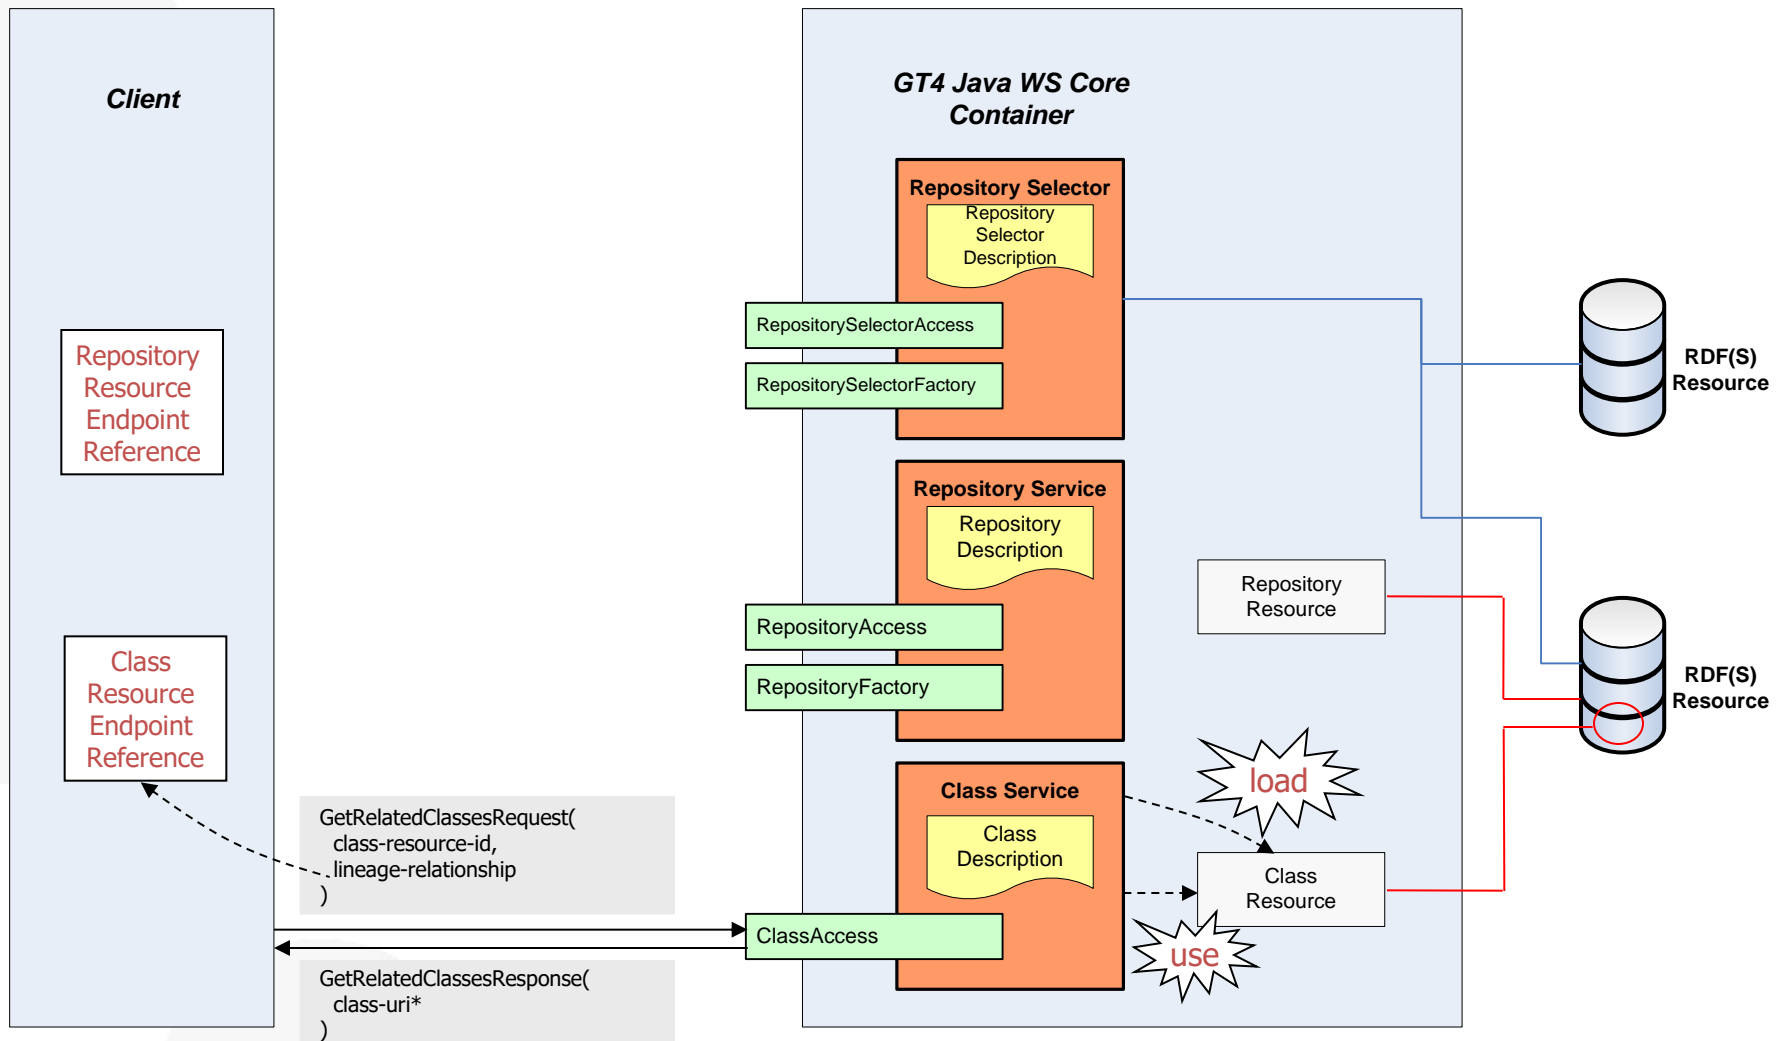 Client
Repository
Resource
Endpoint
Reference
Class
Resource
Endpoint
Reference
GetRelatedClassesRequest(
class-resource-id,
lineage-relationship
)
GetRelatedClassesResponse(
class-uri*
)
GT4 Java WS Core
Container
Repository Selector
Repository
Selector
Description
RepositorySelectorAccess
RepositorySelectorFactory
Repository Service
Repository
Description
RepositoryAccess
RepositoryFactory
Class Service
Class
Description
ClassAccess
Repository
Resource
load
Class
Resource
use
RDF(S)
Resource
RDF(S)
Resource